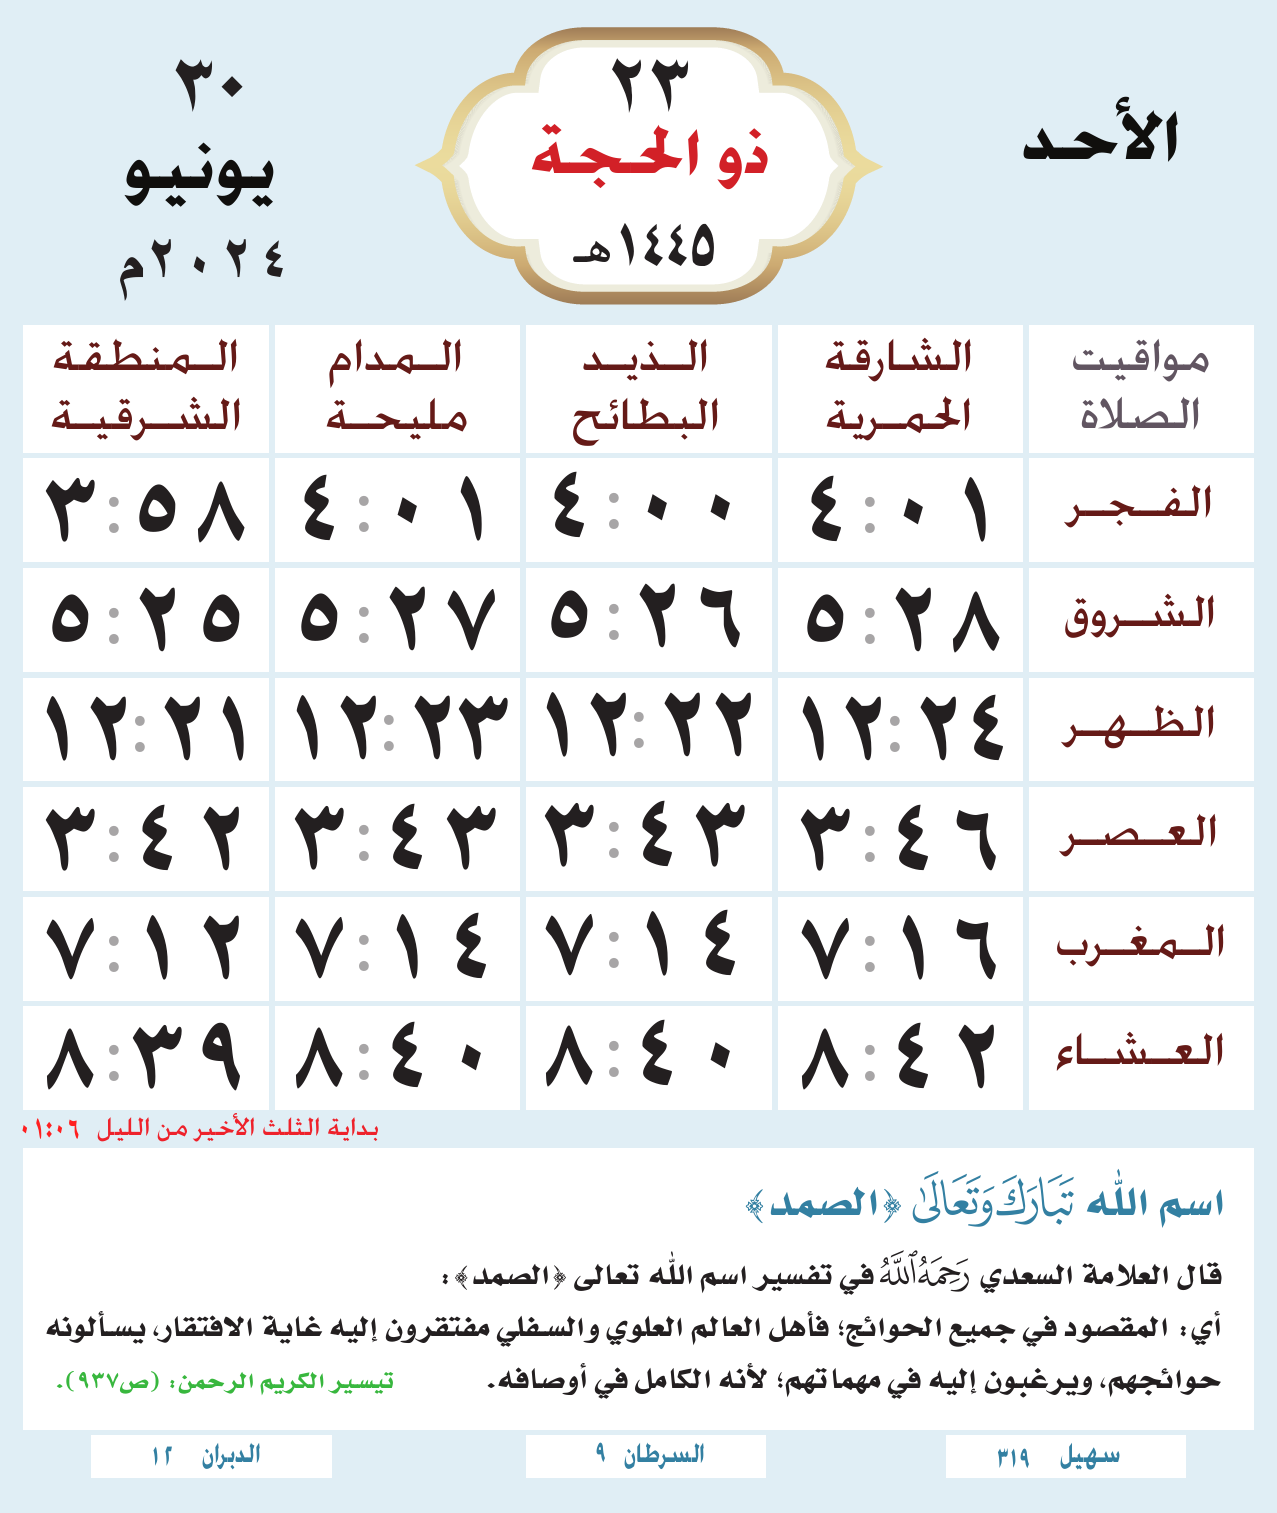 الأحد
٢٣
ذو الحجة
١٤٤٥هـ
٣٠
يونيو
٢٠٢٤م
مواقيت الصلاة
الشارقة الحمرية
الذيد البطائح
المدام مليحة
المنطقة الشرقية
الفجر ٤:٠١ ٤:٠٠ ٤:٠١ ٣:٥٨
الشروق ٥:٢٨ ٥:٢٦ ٥:٢٧ ٥:٢٥
الظهر ١٢:٢٤ ١٢:٢٢ ١٢:٢٣ ١٢:٢١
العصر ٣:٤٦ ٣:٤٣ ٣:٤٣ ٣:٤٢
المغرب ٧:١٦ ٧:١٤ ٧:١٤ ٧:١٢
العشاء ٨:٤٢ ٨:٤٠ ٨:٤٠ ٨:٣٩
بداية الثلث الأخير من الليل ٠١:٠٦
اسم الله تَبَارَكَ وَتَعَالَىٰ ﴿الصمد﴾
قال العلامة السعدي رَحِمَهُ ٱللَّهُ في تفسير اسم الله تعالى ﴿الصمد﴾:
أي: المقصود في جميع الحوائج؛ فأهل العالم العلوي والسفلي مفتقرون إليه غاية الافتقار، يسألونه
حوائجهم، ويرغبون إليه في مهماتهم؛ لأنه الكامل في أوصافه. تيسير الكريم الرحمن: (ص٩٣٧).
سهيل ٣١٩
السرطان ٩
الدبران ١٢